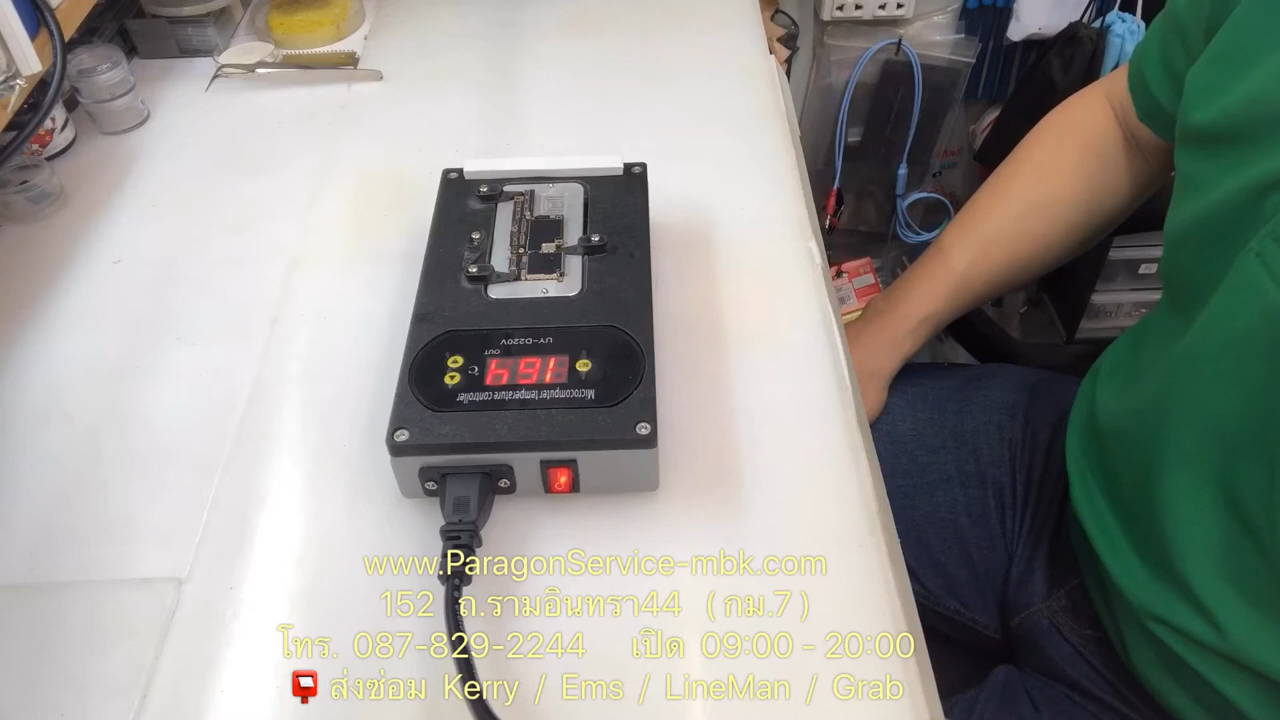 UY-D220V
OUT
°C
SET
Microcomputer temperature controller
www.ParagonService-mbk.com
152 ถ.รามอินทรา44 (กม.7)
โทร. 087-829-2244 เปิด 09:00 - 20:00
📮ส่งซ่อม Kerry / Ems / LineMan / Grab